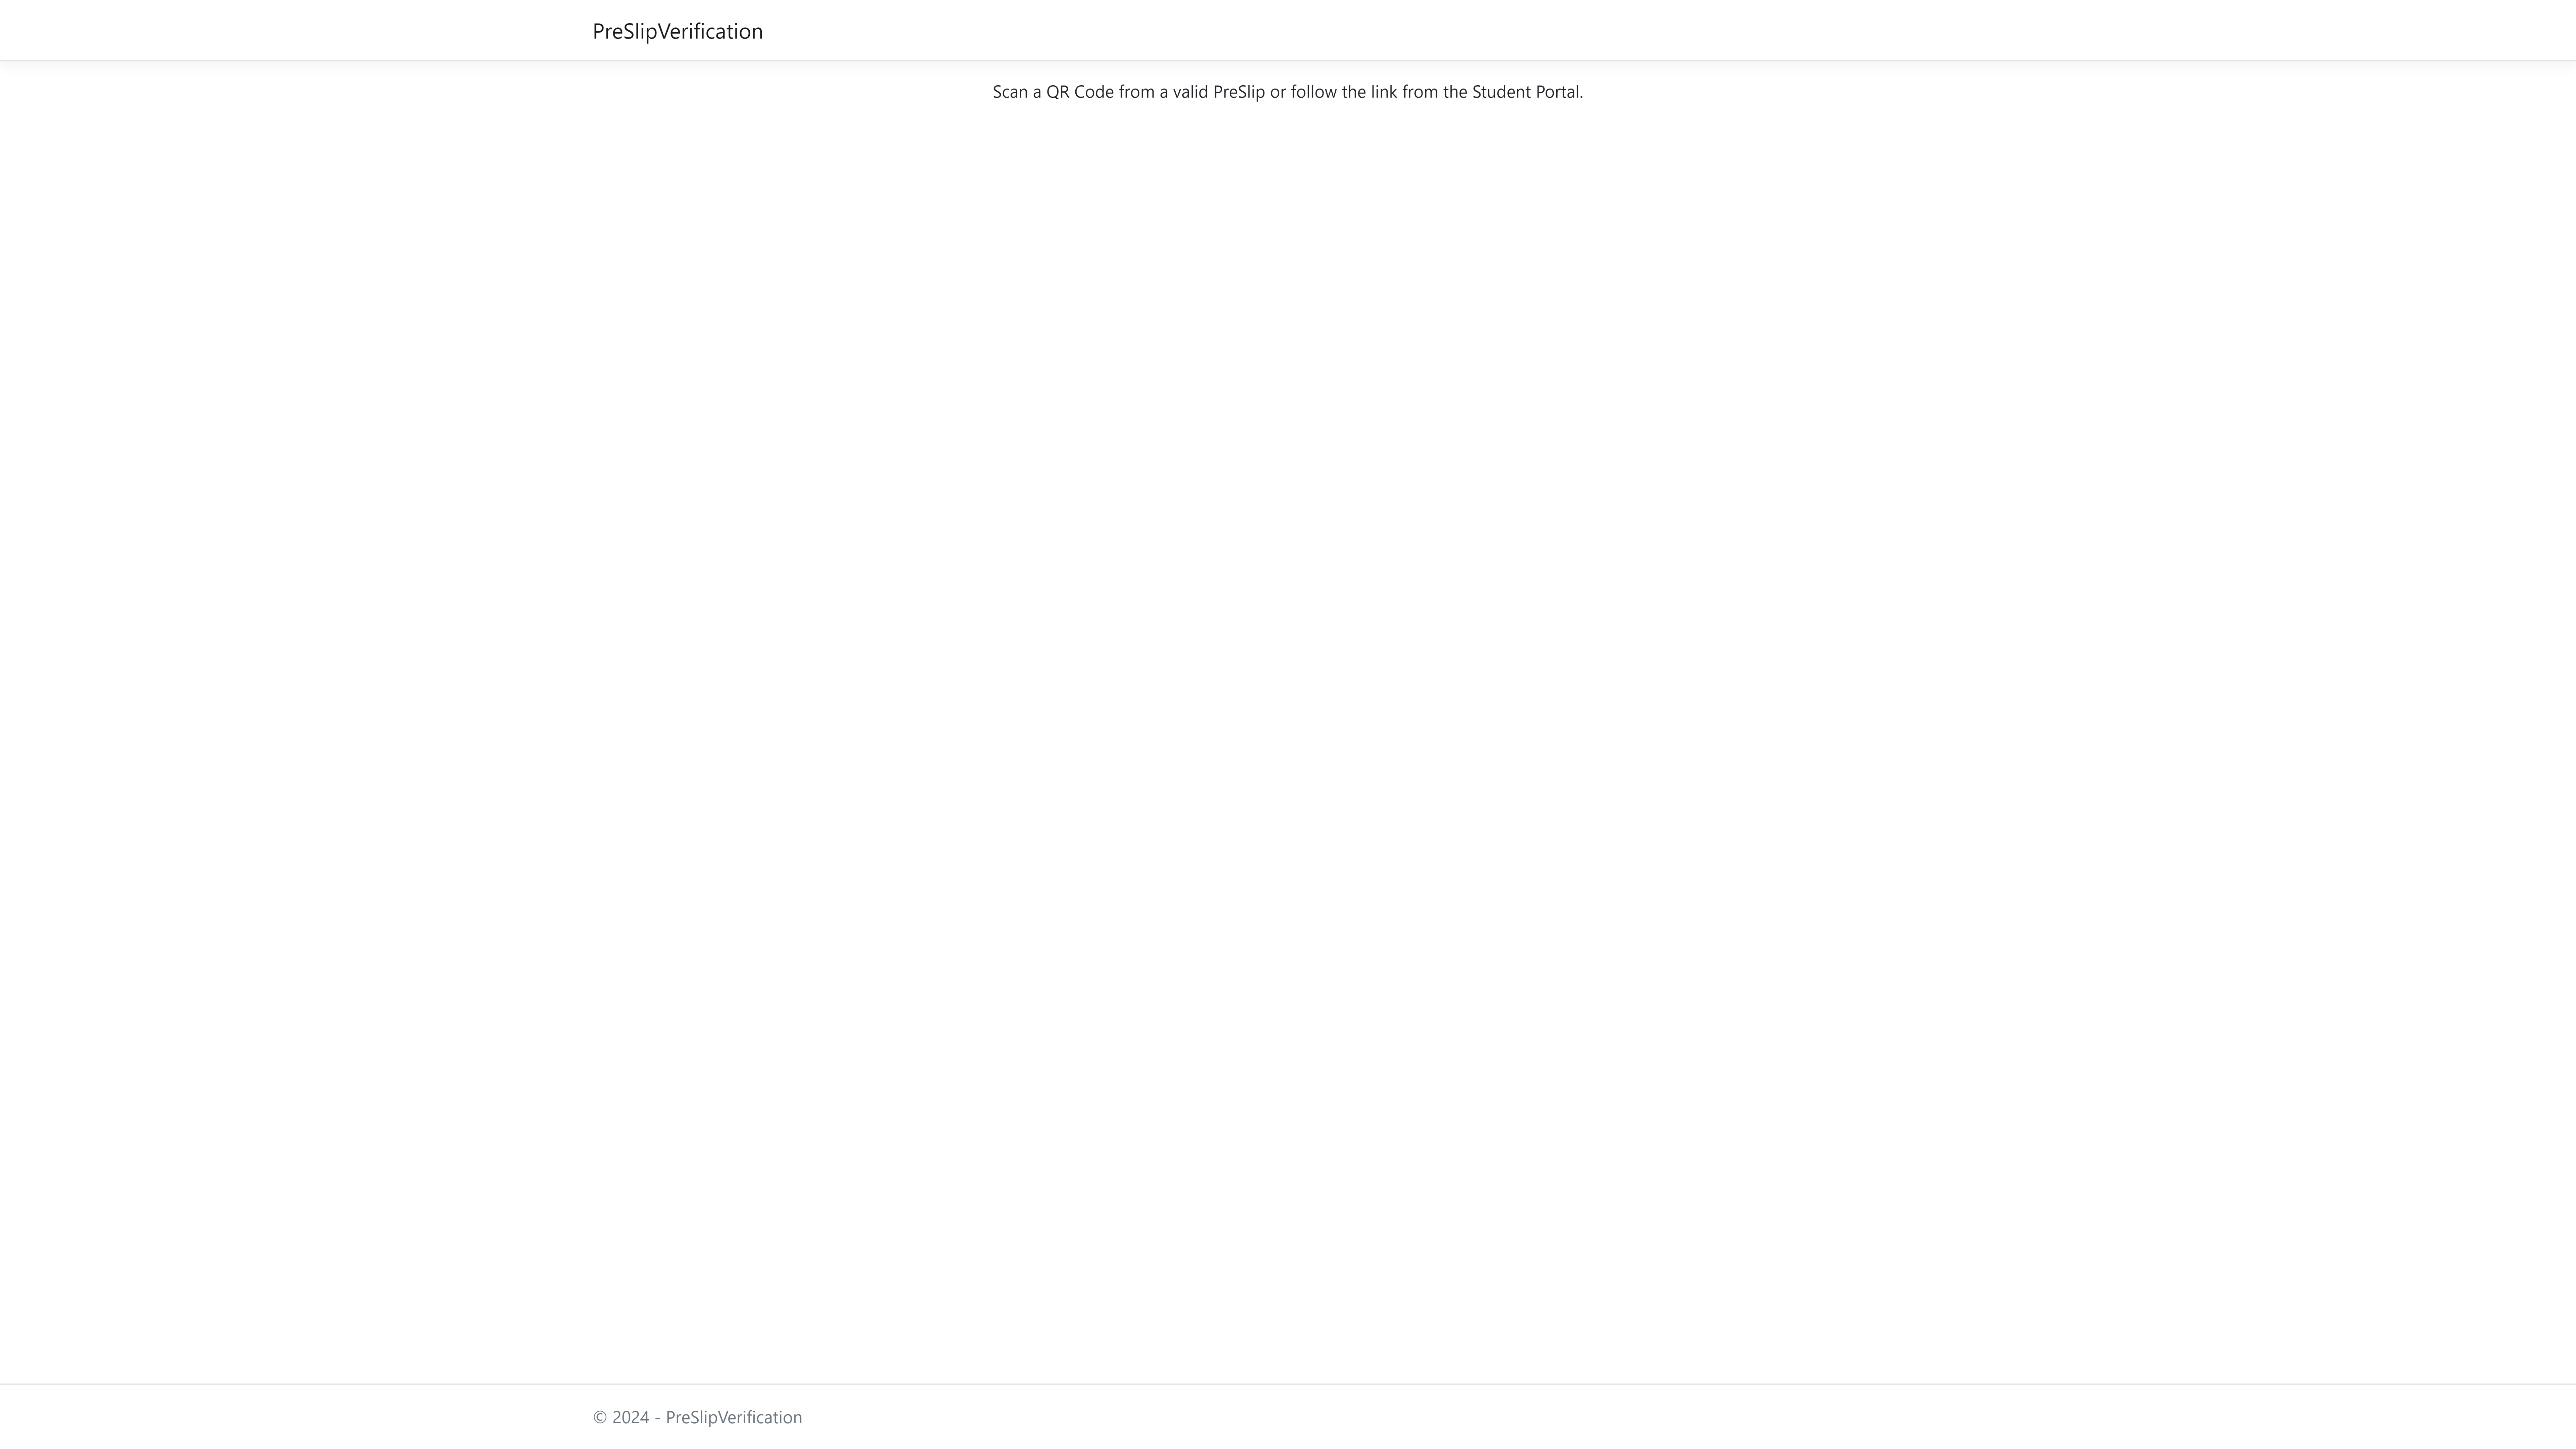 PreSlipVerification
Scan a QR Code from a valid PreSlip or follow the link from the Student Portal.
© 2024 - PreSlipVerification